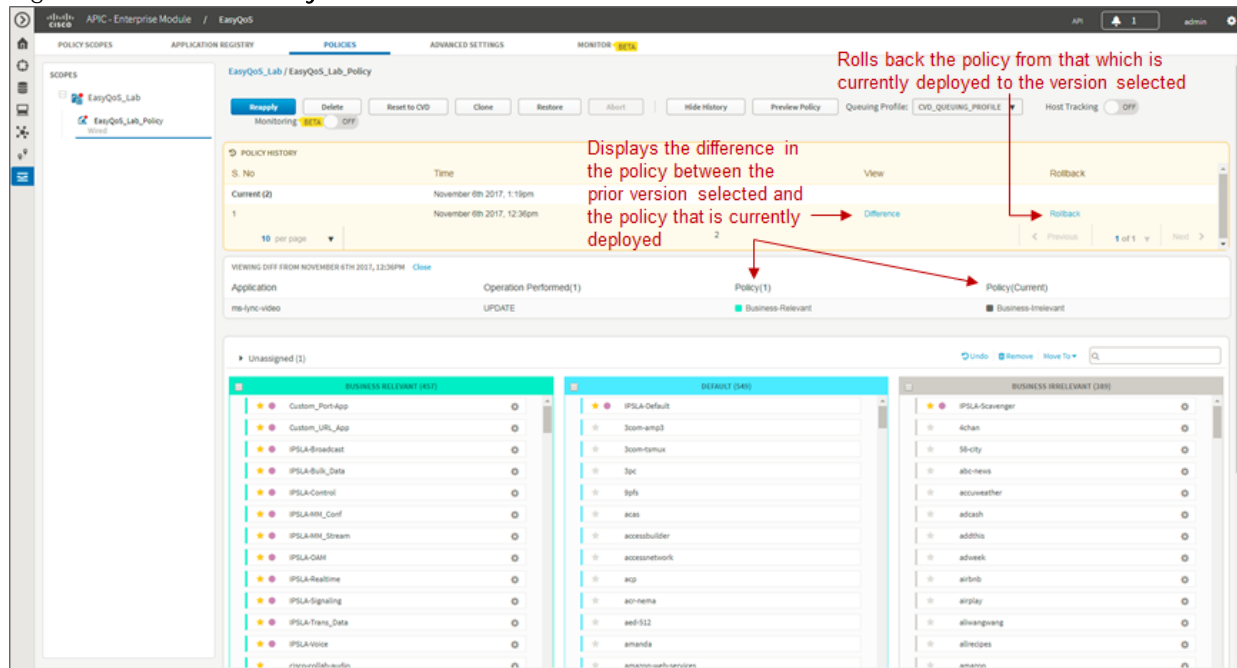 cisco APIC - Enterprise Module / EasyQoS API 1 admin
POLICY SCOPES APPLICATION REGISTRY POLICIES ADVANCED SETTINGS MONITOR BETA
Rolls back the policy from that which is
currently deployed to the version selected
SCOPES
EasyQoS_Lab
EasyQoS_Lab_Policy
Wired
EasyQoS_Lab / EasyQoS_Lab_Policy
Reapply Delete Reset to CVD Clone Restore Abort Hide History Preview Policy Queuing Profile: CVD_QUEUING_PROFILE Host Tracking OFF
Monitoring BETA OFF
Displays the difference in
the policy between the
prior version selected and
the policy that is currently
deployed
POLICY HISTORY
S. No Time View Rollback
Current (2) November 6th 2017, 1:19pm
1 November 6th 2017, 12:36pm Difference Rollback
10 per page 2 Previous 1 of 1 Next
VIEWING DIFF FROM NOVEMBER 6TH 2017, 12:36PM Close
Application Operation Performed(1) Policy(1) Policy(Current)
ms-lync-video UPDATE Business-Relevant Business-Irrelevant
Unassigned (1) Undo Remove Move To
BUSINESS RELEVANT (457) DEFAULT (549) BUSINESS IRRELEVANT (389)
Custom_Port-App IPSLA-Default IPSLA-Scavenger
Custom_URL_App 3com-amp3 4chan
IPSLA-Broadcast 3com-tsmux 58-city
IPSLA-Bulk_Data 3pc abc-news
IPSLA-Control 9pfs accuweather
IPSLA-MM_Conf acas adcash
IPSLA-MM_Stream accessbuilder addthis
IPSLA-OAM accessnetwork adweek
IPSLA-Realtime acp airbnb
IPSLA-Signaling acr-nema airplay
IPSLA-Trans_Data aed-512 aliwangwang
IPSLA-Voice amanda allrecipes
cisco-collab-audio amazon-web-services amazon